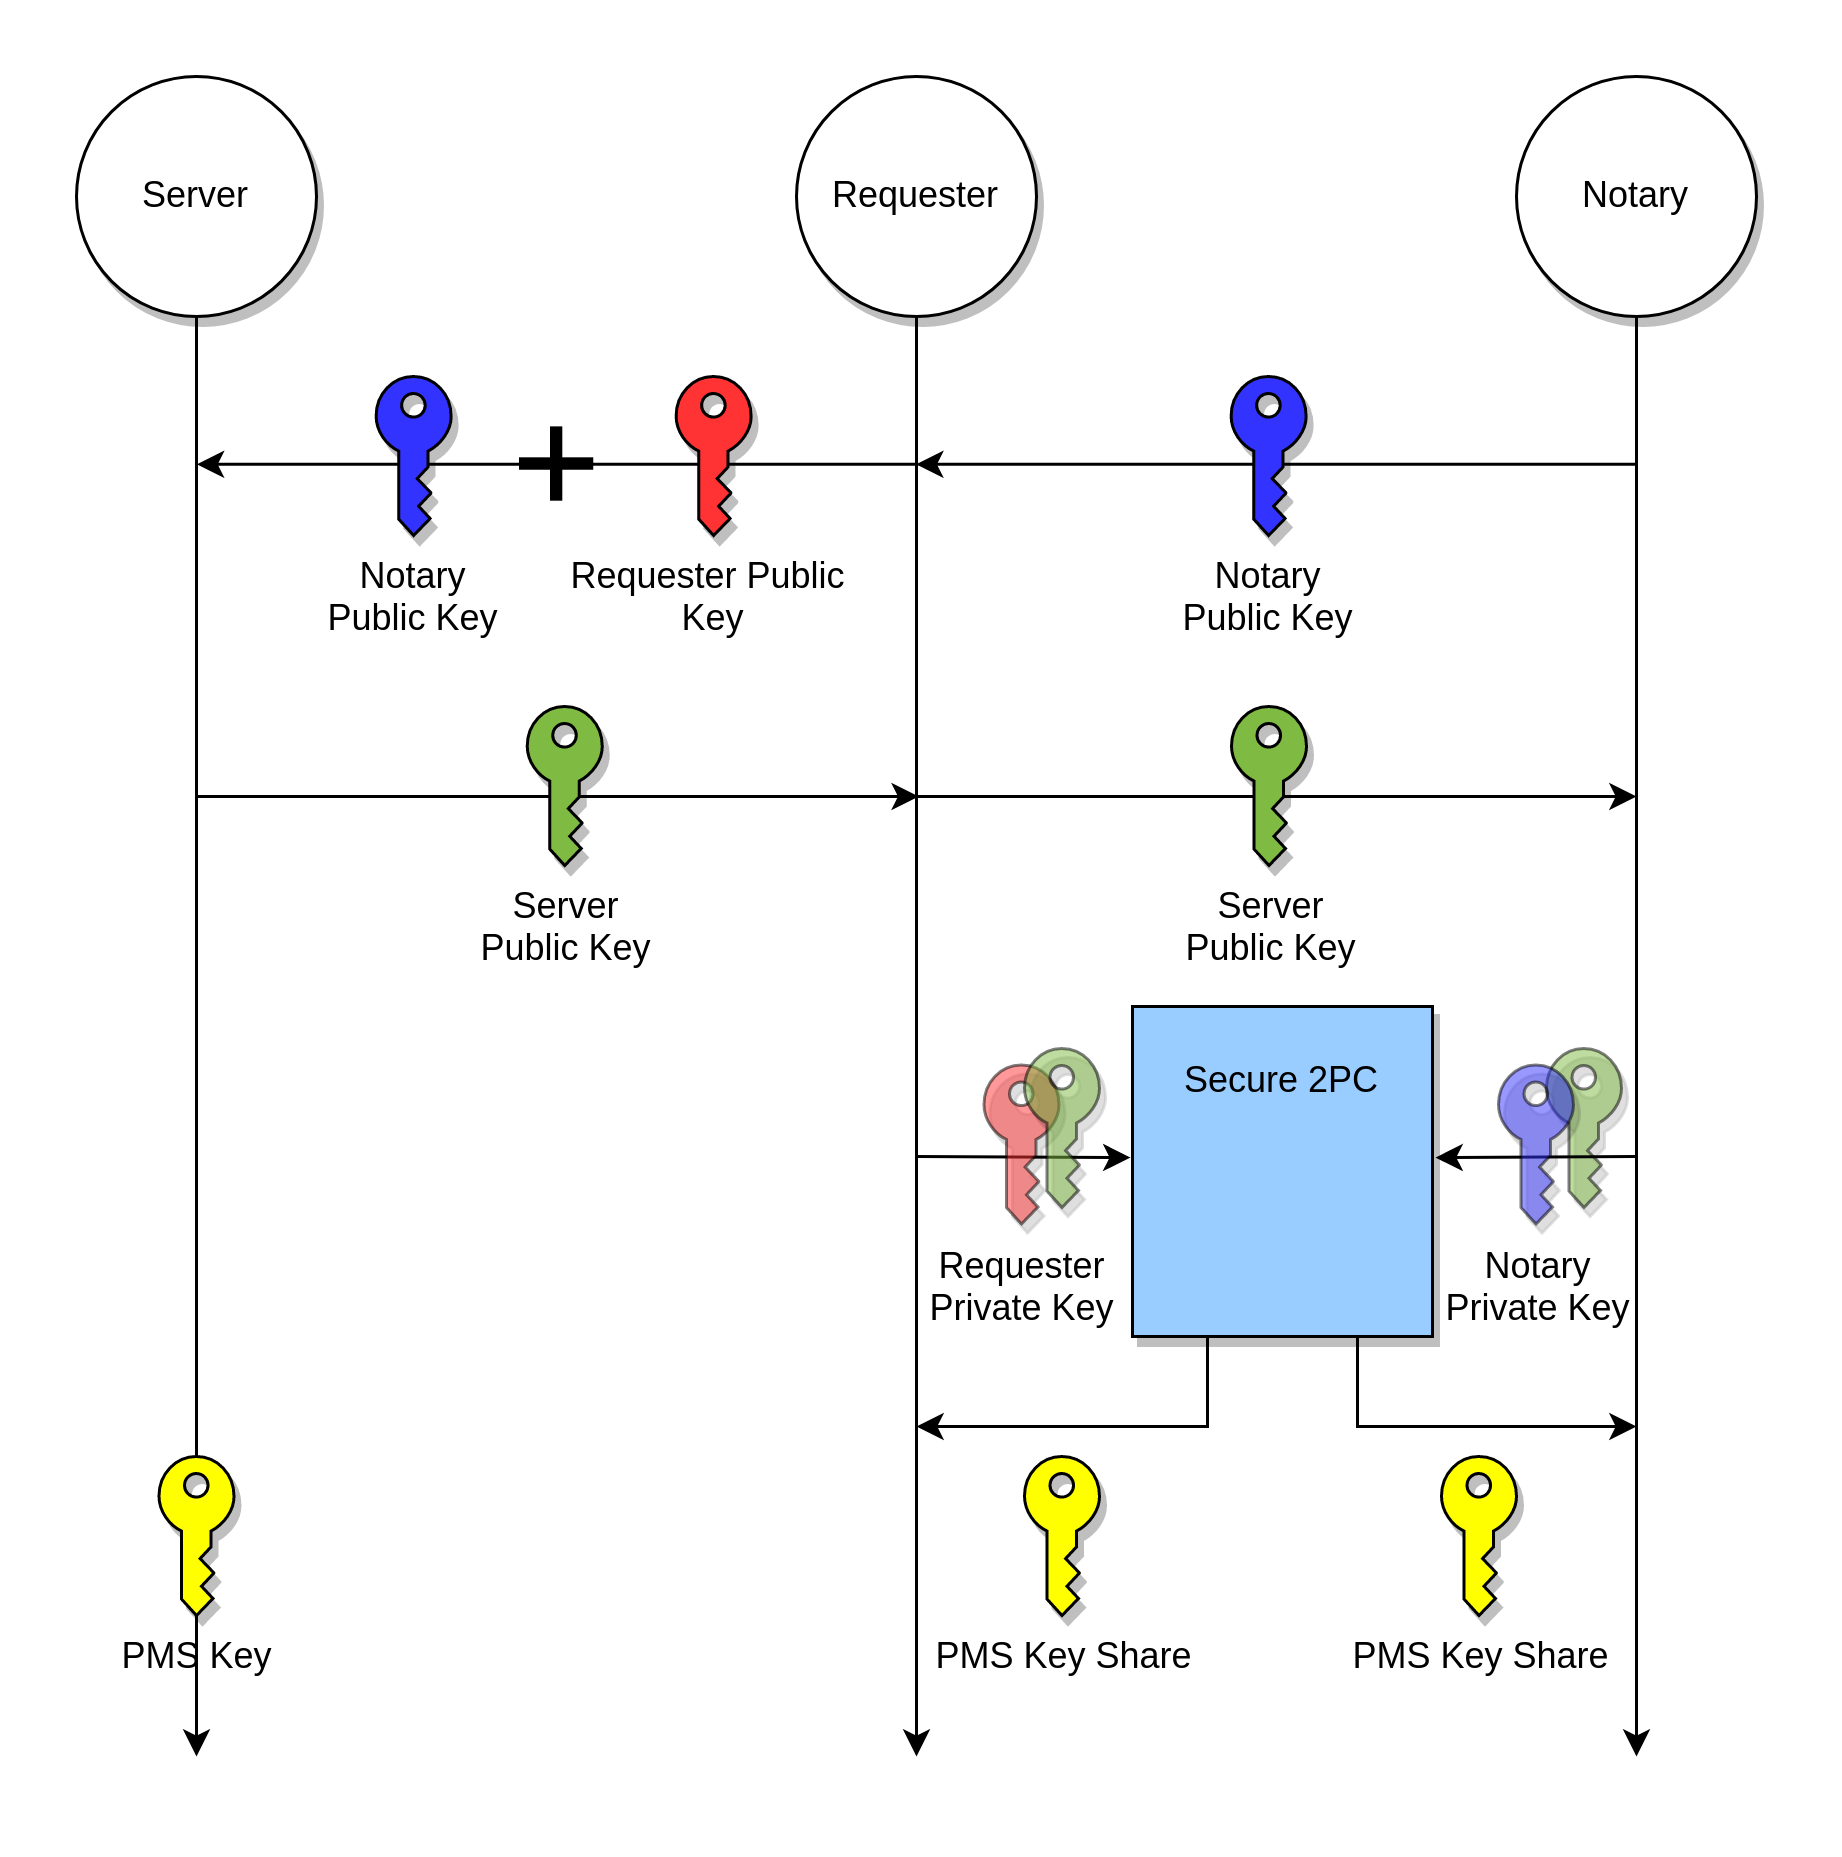 Server
Requester
Notary
Notary
Public Key
Requester Public
Key
Notary
Public Key
Server
Public Key
Server
Public Key
Secure 2PC
Requester
Private Key
Notary
Private Key
PMS Key
PMS Key Share
PMS Key Share